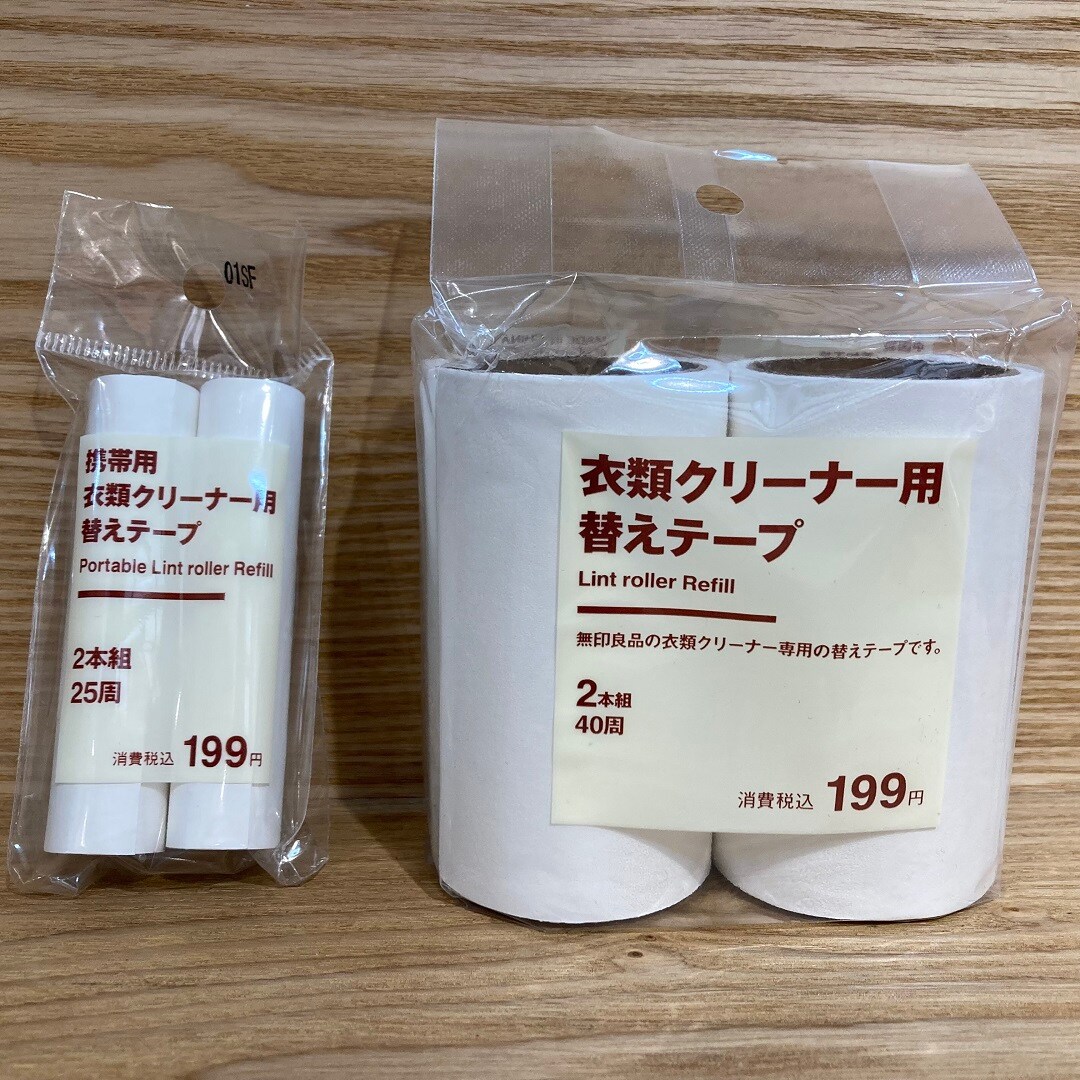 01SF
携帯用
衣類クリーナー用
替えテープ
Portable Lint roller Refill
2本組
25周
消費税込 199円
衣類クリーナー用
替えテープ
Lint roller Refill
無印良品の衣類クリーナー専用の替えテープです。
2本組
40周
消費税込 199円